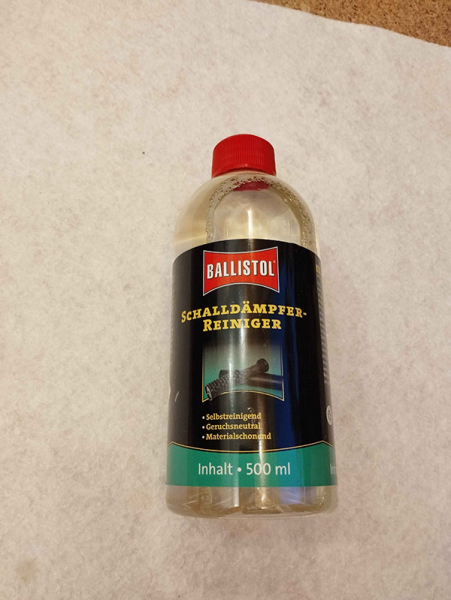 BALLISTOL
SCHALLDÄMPFER-
REINIGER
• Selbstreinigend
• Geruchsneutral
• Materialschonend
Inhalt • 500 ml